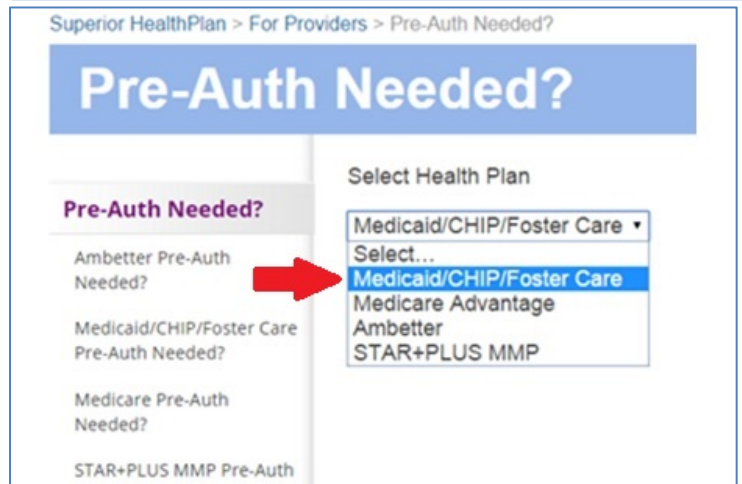 Superior HealthPlan > For Providers > Pre-Auth Needed?
Pre-Auth Needed?
Pre-Auth Needed?
Ambetter Pre-Auth
Needed?
Medicaid/CHIP/Foster Care
Pre-Auth Needed?
Medicare Pre-Auth
Needed?
STAR+PLUS MMP Pre-Auth
Select Health Plan
Medicaid/CHIP/Foster Care
Select...
Medicaid/CHIP/Foster Care
Medicare Advantage
Ambetter
STAR+PLUS MMP